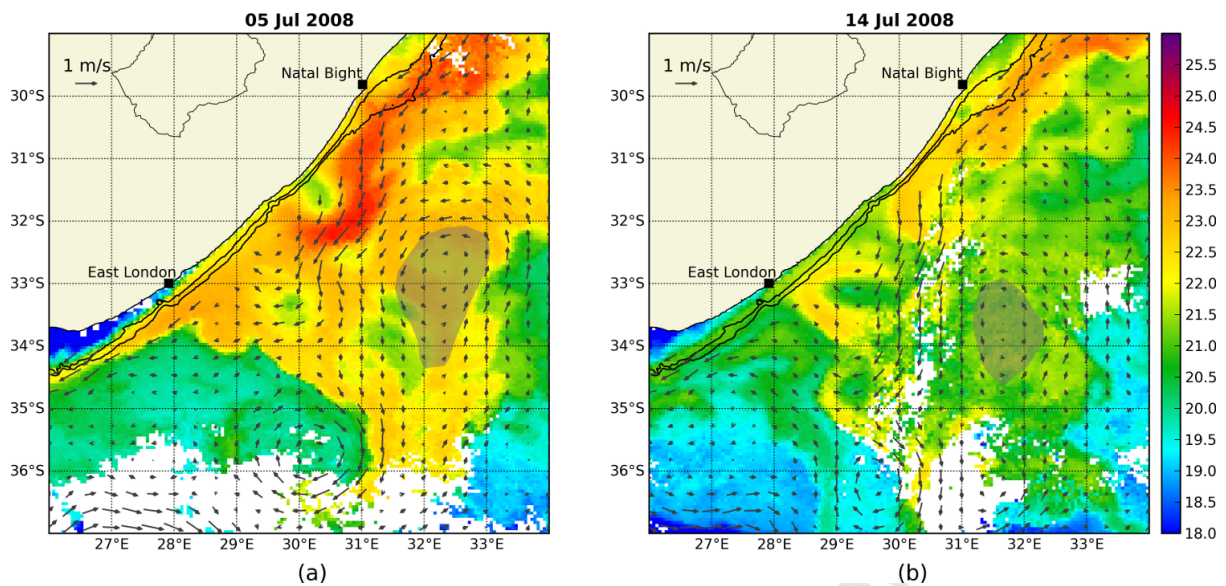 05 Jul 2008
14 Jul 2008
1 m/s
Natal Bight
East London
30°S
31°S
32°S
33°S
34°S
35°S
36°S
27°E
28°E
29°E
30°E
31°E
32°E
33°E
(a)
1 m/s
Natal Bight
East London
30°S
31°S
32°S
33°S
34°S
35°S
36°S
27°E
28°E
29°E
30°E
31°E
32°E
33°E
(b)
25.5
25.0
24.5
24.0
23.5
23.0
22.5
22.0
21.5
21.0
20.5
20.0
19.5
19.0
18.5
18.0